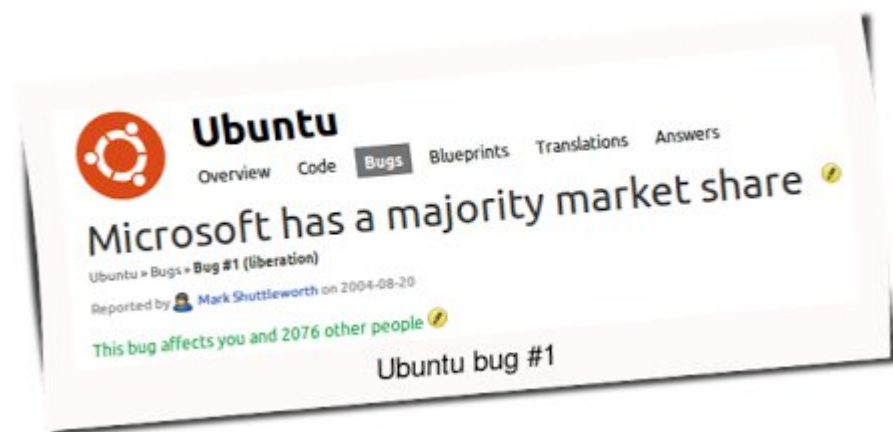 Ubuntu
Overview Code Bugs Blueprints Translations Answers
Microsoft has a majority market share
Ubuntu » Bugs » Bug #1 (liberation)
Reported by Mark Shuttleworth on 2004-08-20
This bug affects you and 2076 other people
Ubuntu bug #1